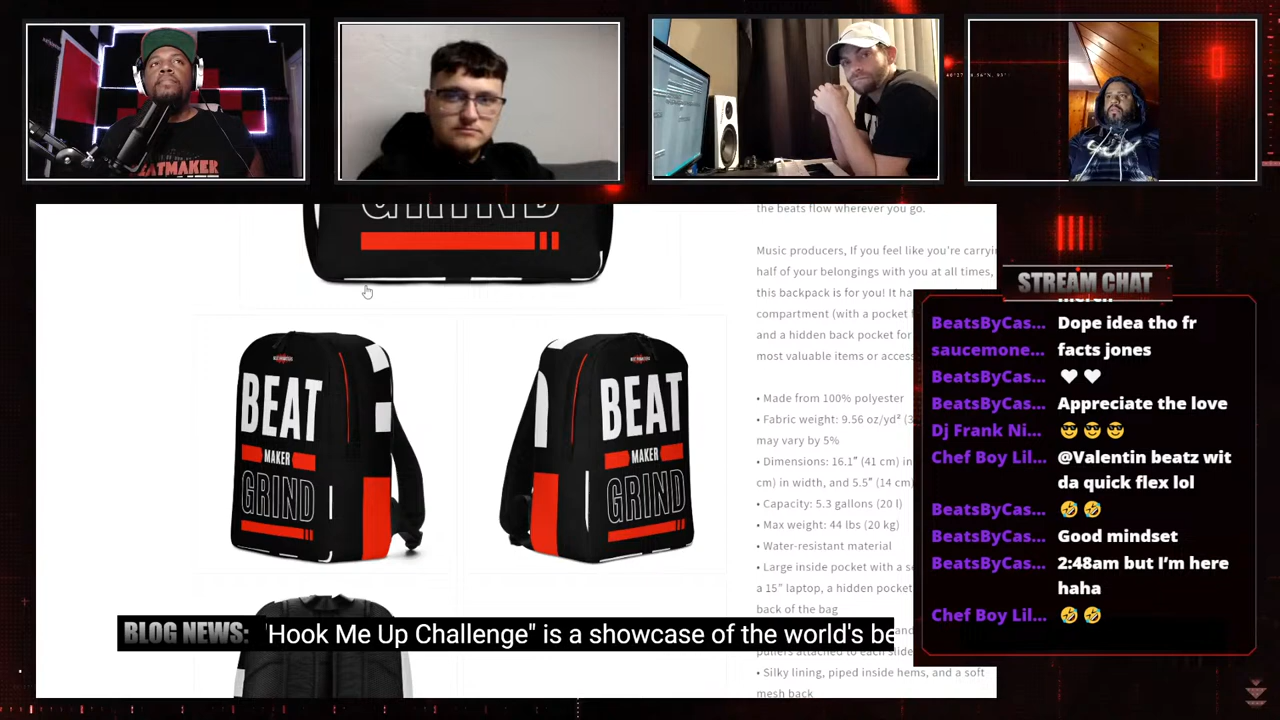 BEATMAKER
GRIND
the beats flow wherever you go.
Music producers, If you feel like you're carryin
half of your belongings with you at all times,
this backpack is for you! It ha
compartment (with a pocket f
and a hidden back pocket for
most valuable items or access
• Made from 100% polyester
• Fabric weight: 9.56 oz/yd²
may vary by 5%
• Dimensions: 16.1" (41 cm) in
cm) in width, and 5.5" (14 cm)
• Capacity: 5.3 gallons (20 l)
• Max weight: 44 lbs (20 kg)
• Water-resistant material
• Large inside pocket with a se
a 15" laptop, a hidden pocket
back of the bag
pullers attached to each slide
• Silky lining, piped inside hems, and a soft
mesh back
BEAT
MAKER
GRIND
BEAT
MAKER
GRIND
BLOG NEWS: "Hook Me Up Challenge" is a showcase of the world's be
STREAM CHAT
BeatsByCas... Dope idea tho fr
saucemone... facts jones
BeatsByCas... ♥ ♥
BeatsByCas... Appreciate the love
Dj Frank Ni... 😎 😎 😎
Chef Boy Lil... @Valentin beatz wit
da quick flex lol
BeatsByCas... 🤣 🤣
BeatsByCas... Good mindset
BeatsByCas... 2:48am but I'm here
haha
Chef Boy Lil... 🤣 🤣